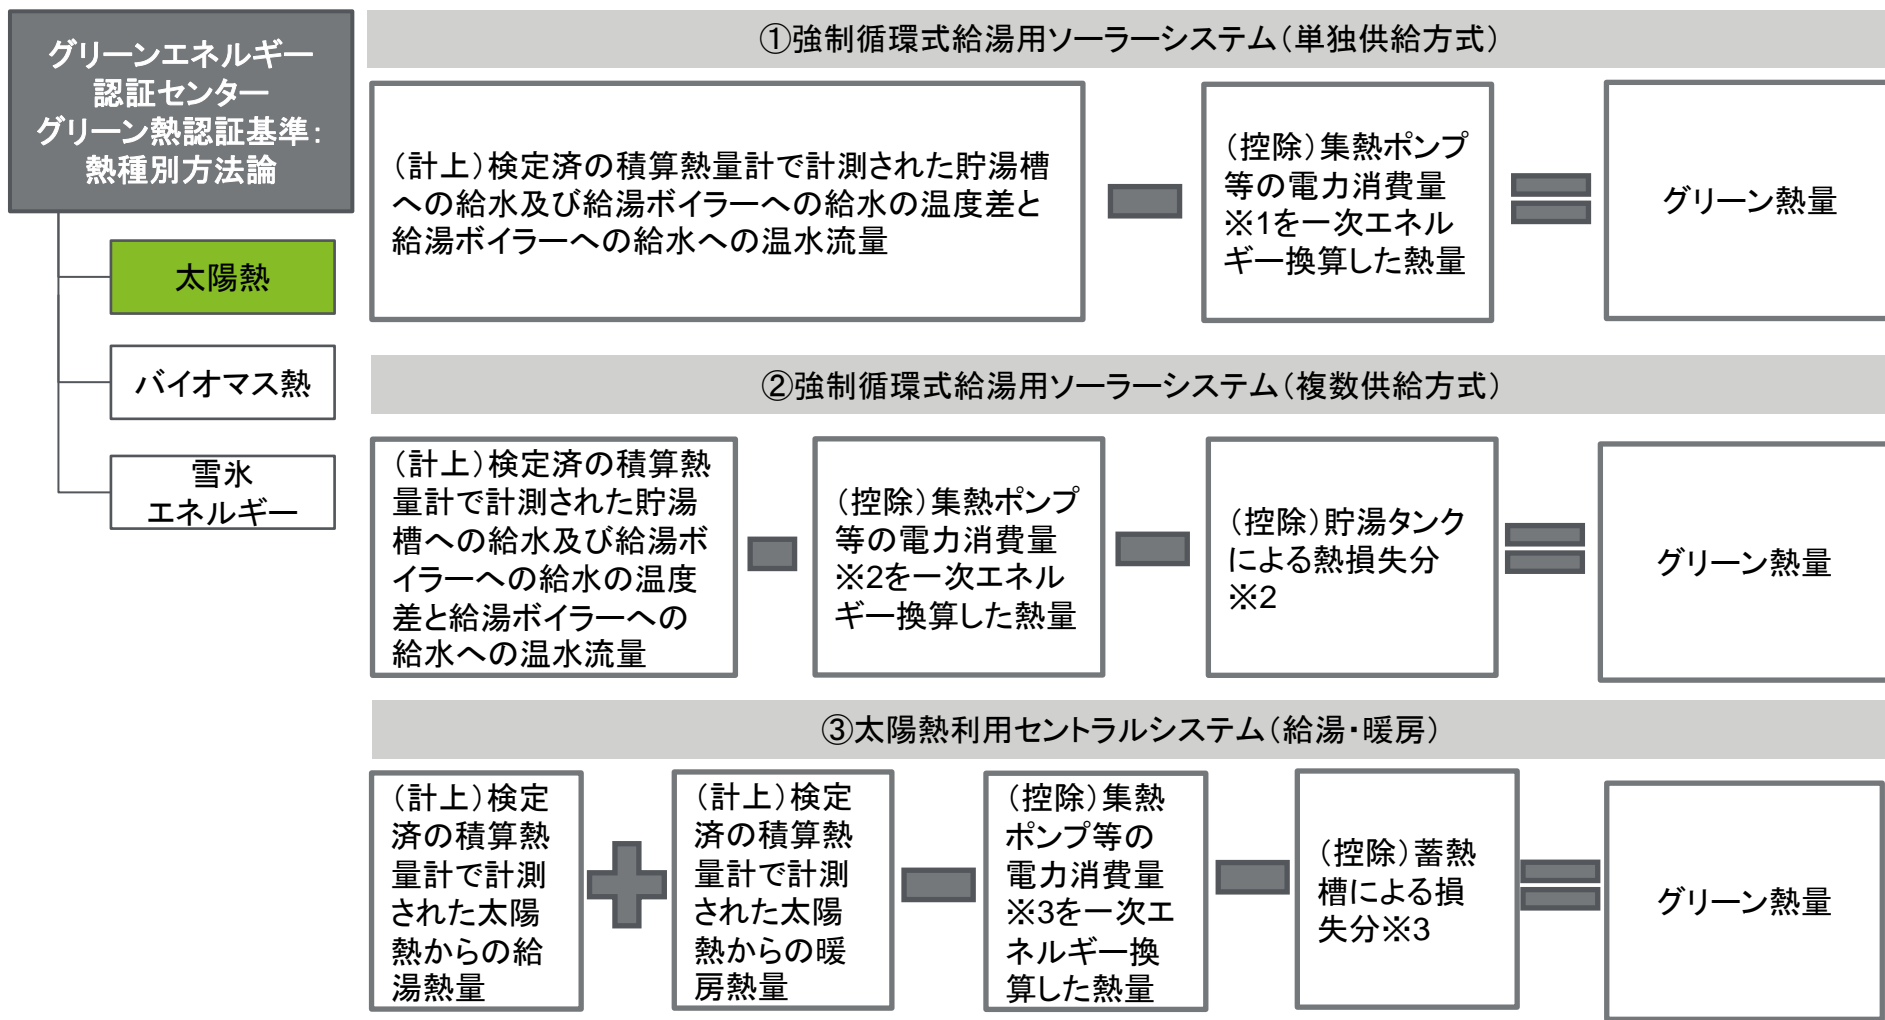 グリーンエネルギー
認証センター
グリーン熱認証基準：
熱種別方法論
太陽熱
バイオマス熱
雪氷
エネルギー
①強制循環式給湯用ソーラーシステム（単独供給方式）
（計上）検定済の積算熱量計で計測された貯湯槽
への給水及び給湯ボイラーへの給水の温度差と
給湯ボイラーへの給水への温水流量
（控除）集熱ポンプ
等の電力消費量
※1を一次エネル
ギー換算した熱量
グリーン熱量
②強制循環式給湯用ソーラーシステム（複数供給方式）
（計上）検定済の積算熱
量計で計測された貯湯
槽への給水及び給湯ボ
イラーへの給水の温度
差と給湯ボイラーへの
給水への温水流量
（控除）集熱ポンプ
等の電力消費量
※2を一次エネル
ギー換算した熱量
（控除）貯湯タンク
による熱損失分
※2
グリーン熱量
③太陽熱利用セントラルシステム（給湯・暖房）
（計上）検定
済の積算熱
量計で計測
された太陽
熱からの給
湯熱量
（計上）検定
済の積算熱
量計で計測
された太陽
熱からの暖
房熱量
（控除）集熱
ポンプ等の
電力消費量
※3を一次エ
ネルギー換
算した熱量
（控除）蓄熱
槽による損
失分※3
グリーン熱量